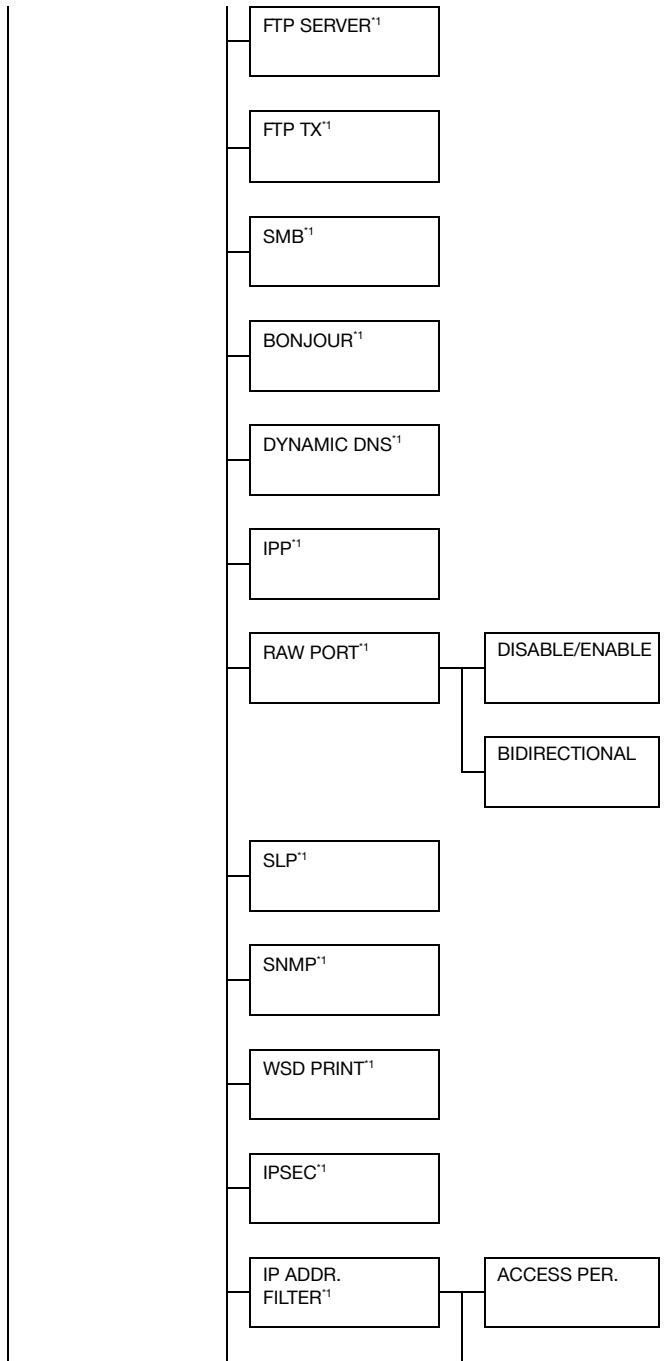 FTP SERVER*1
FTP TX*1
SMB*1
BONJOUR*1
DYNAMIC DNS*1
IPP*1
RAW PORT*1
DISABLE/ENABLE
BIDIRECTIONAL
SLP*1
SNMP*1
WSD PRINT*1
IPSEC*1
IP ADDR.
FILTER*1
ACCESS PER.